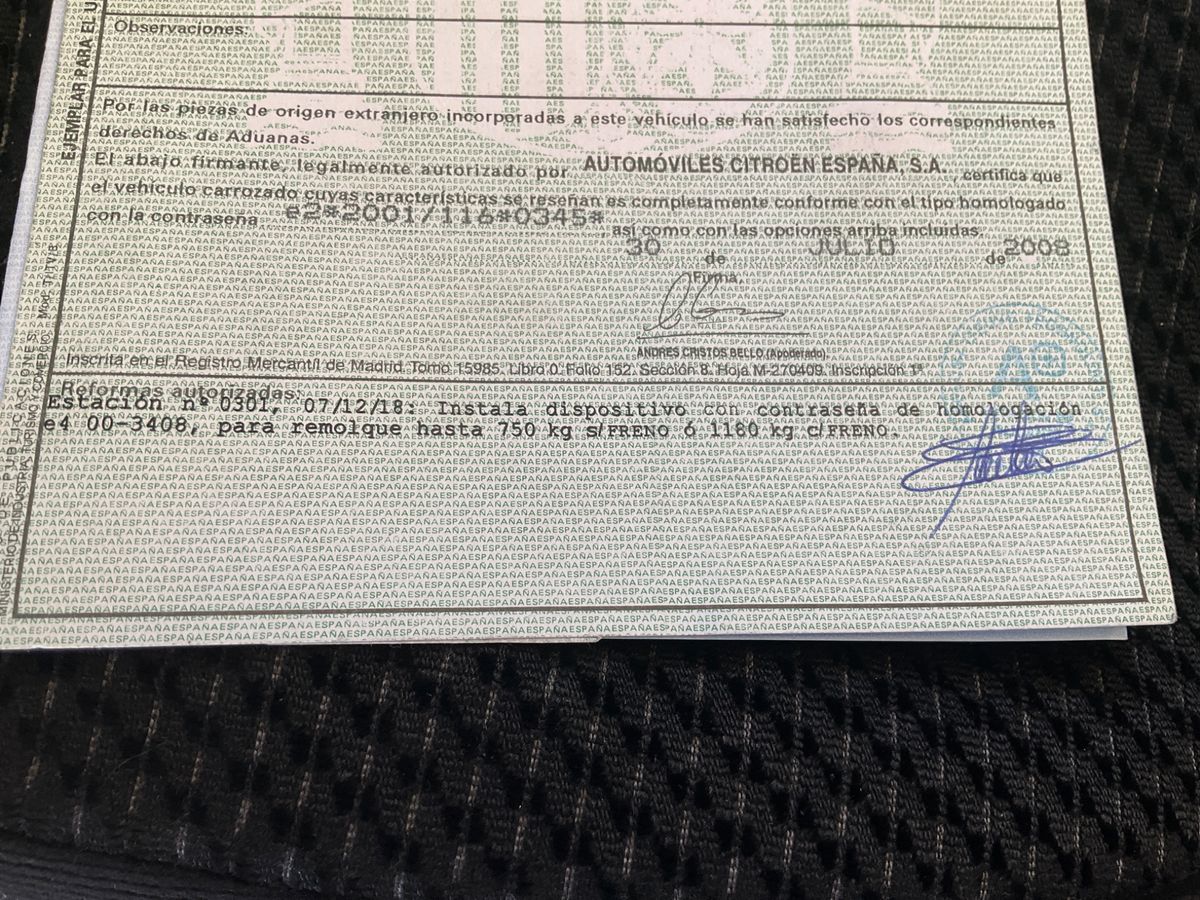 EJEMPLAR PARA EL U
Observaciones:
Por las piezas de origen extranjero incorporadas a este vehículo se han satisfecho los correspondientes
derechos de Aduanas.
El abajo firmante, legalmente autorizado por AUTOMÓVILES CITROËN ESPAÑA, S.A. , certifica que
el vehículo carrozado cuyas características se reseñan es completamente conforme con el tipo homologado
con la contraseña e2*2001/116*0345* , así como con las opciones arriba incluidas.
30 de JULIO de 2008
Firma,
ANDRES CRISTOS BELLO (Apoderado)
Inscrita en el Registro Mercantil de Madrid. Tomo 15985. Libro 0. Folio 152. Sección 8. Hoja M-270409. Inscripción 1ª
Reformas autorizadas:
Estación nº 0301, 07/12/18: Instala dispositivo con contraseña de homologación
e4 00-3408, para remolque hasta 750 kg s/FRENO ó 1180 kg c/FRENO.